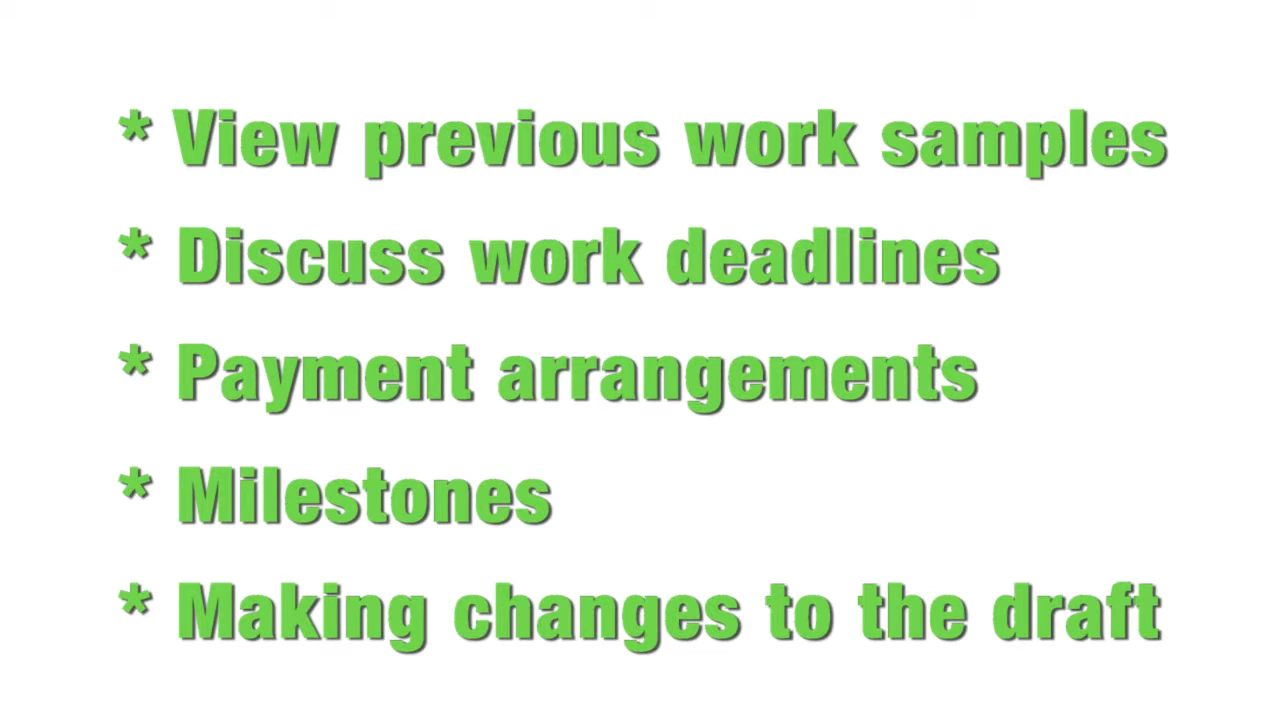 * View previous work samples
* Discuss work deadlines
* Payment arrangements
* Milestones
* Making changes to the draft